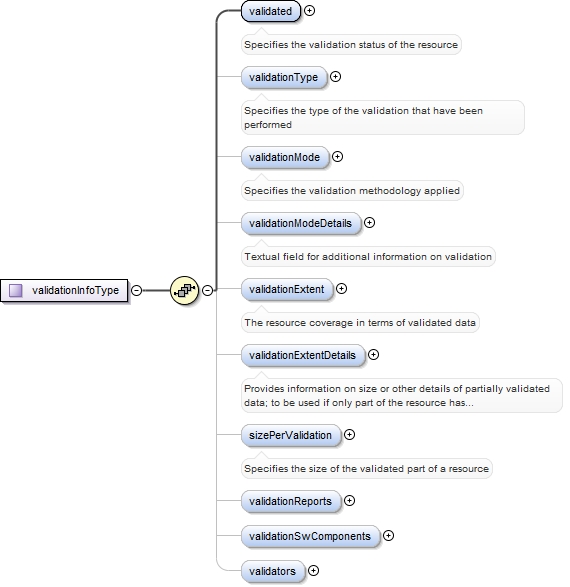 validated
Specifies the validation status of the resource
validationType
Specifies the type of the validation that have been
performed
validationMode
Specifies the validation methodology applied
validationModeDetails
Textual field for additional information on validation
validationInfoType
validationExtent
The resource coverage in terms of validated data
validationExtentDetails
Provides information on size or other details of partially validated
data; to be used if only part of the resource has...
sizePerValidation
Specifies the size of the validated part of a resource
validationReports
validationSwComponents
validators